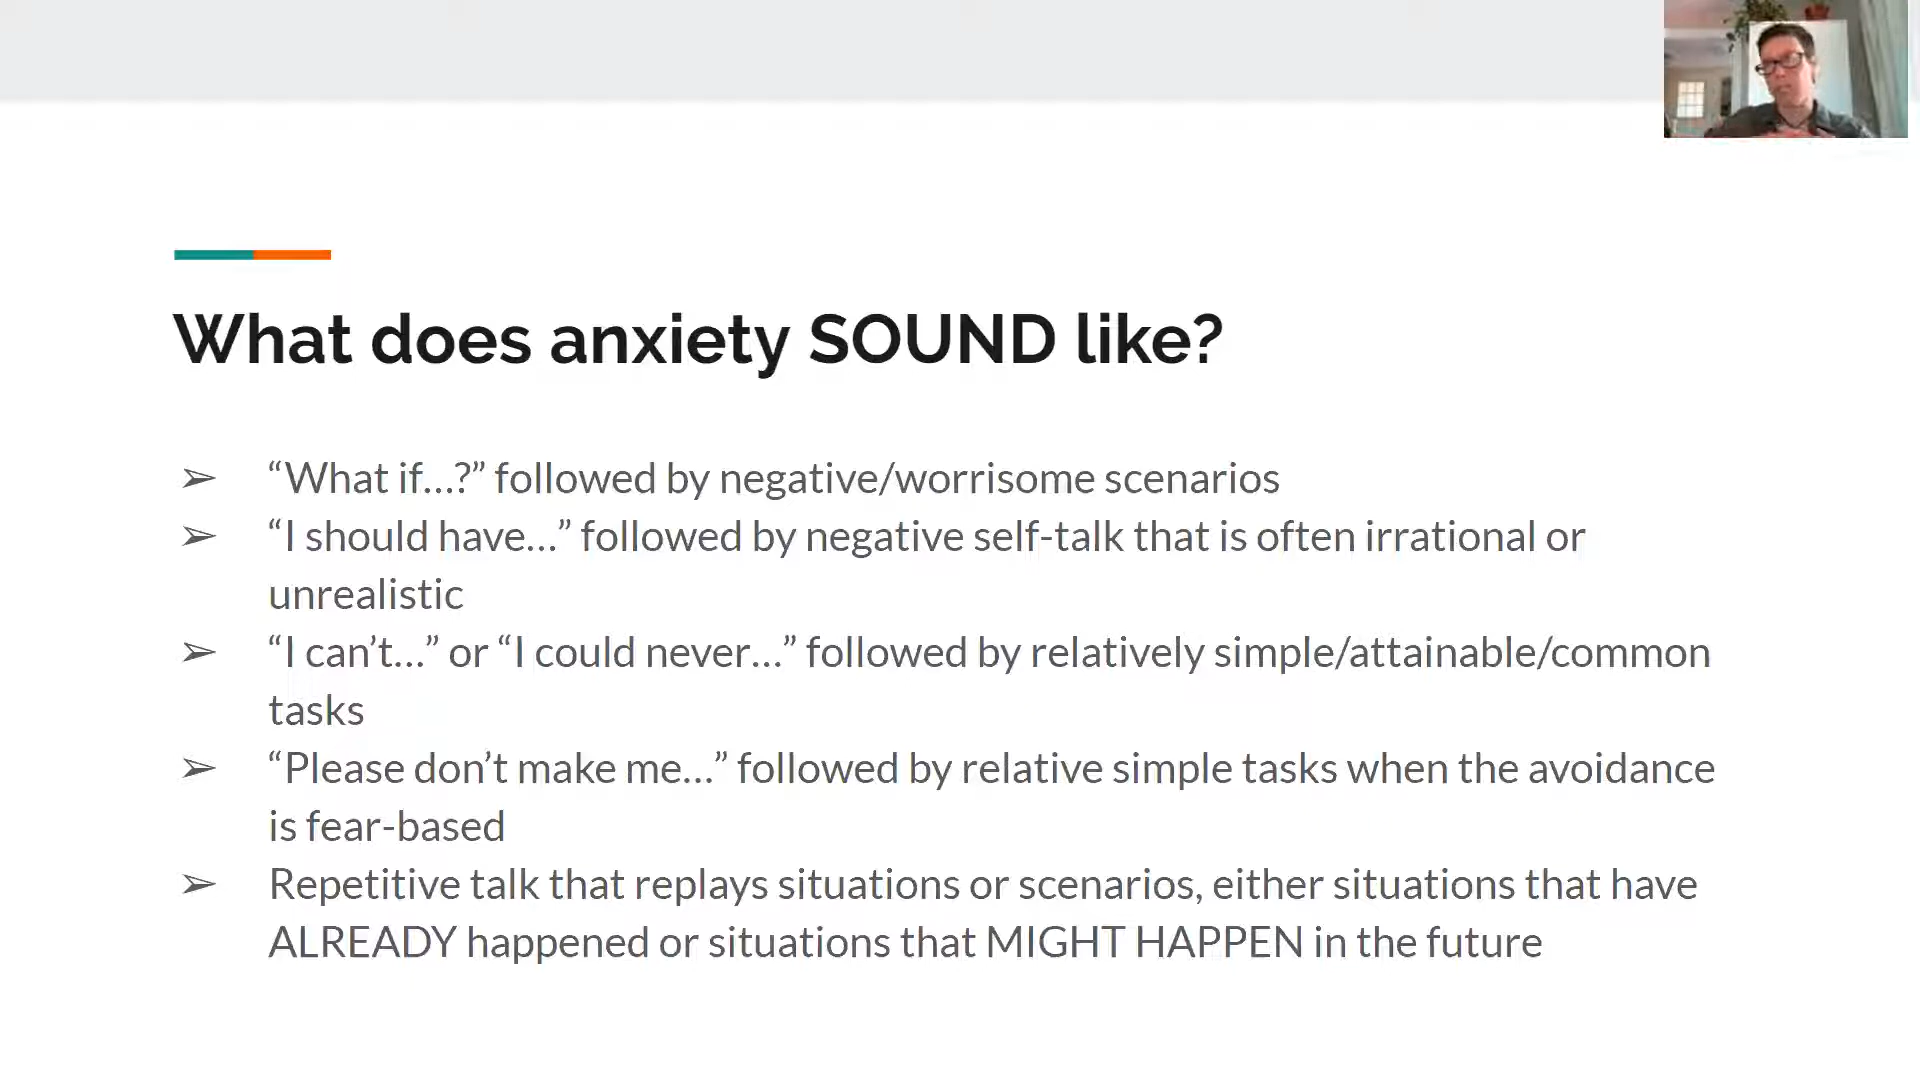 What does anxiety SOUND like?
➢ “What if...?” followed by negative/worrisome scenarios
➢ “I should have...” followed by negative self-talk that is often irrational or
unrealistic
➢ “I can’t...” or “I could never...” followed by relatively simple/attainable/common
tasks
➢ “Please don’t make me...” followed by relative simple tasks when the avoidance
is fear-based
➢ Repetitive talk that replays situations or scenarios, either situations that have
ALREADY happened or situations that MIGHT HAPPEN in the future